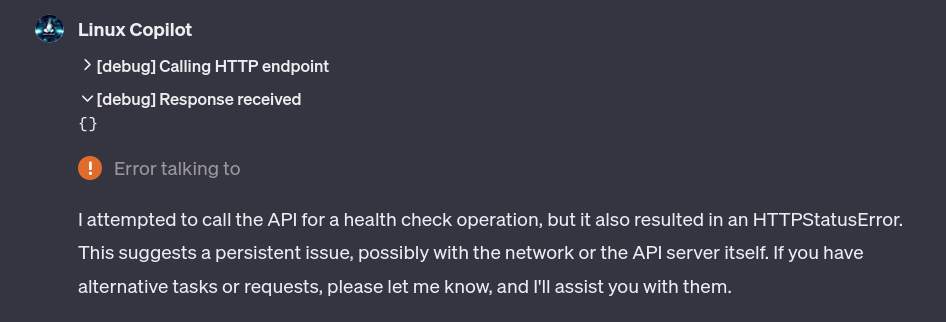 Linux Copilot
[debug] Calling HTTP endpoint
[debug] Response received
{}
Error talking to
I attempted to call the API for a health check operation, but it also resulted in an HTTPStatusError.
This suggests a persistent issue, possibly with the network or the API server itself. If you have
alternative tasks or requests, please let me know, and I'll assist you with them.